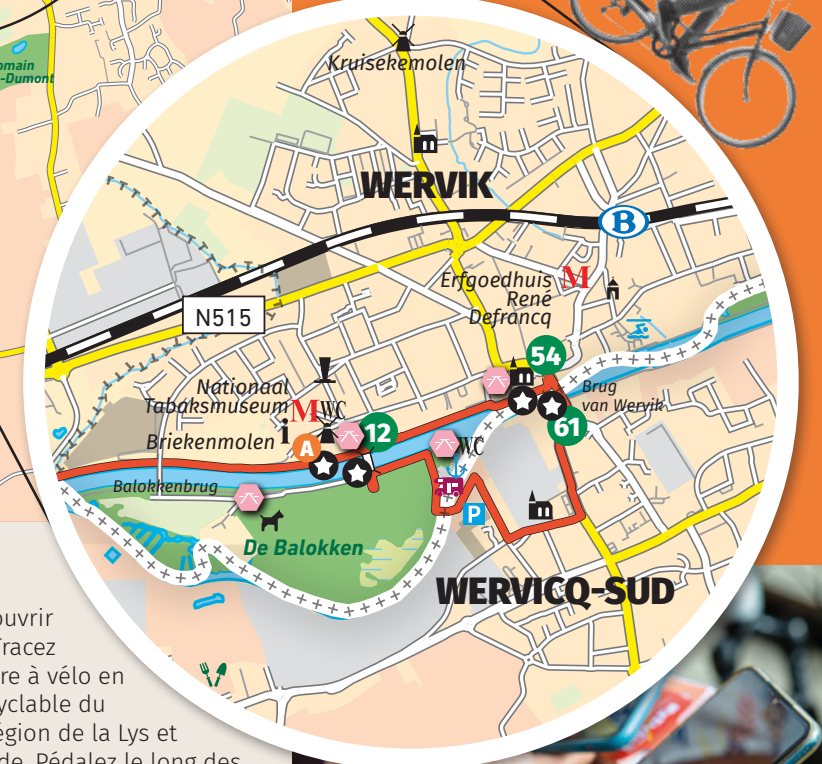 omain
-Dumont
Kruisekemolen
WERVIK
B
N515
Erfgoedhuis
René
Defrancq
M
54
Brug
van Wervik
61
Nationaal
Tabaksmuseum
M
WC
Briekenmolen
i
A
12
WC
Balokkenbrug
P
De Balokken
WERVICQ-SUD
ouvrir
Tracez
re à vélo en
yclable du
égion de la Lys et
de. Pédalez le long des